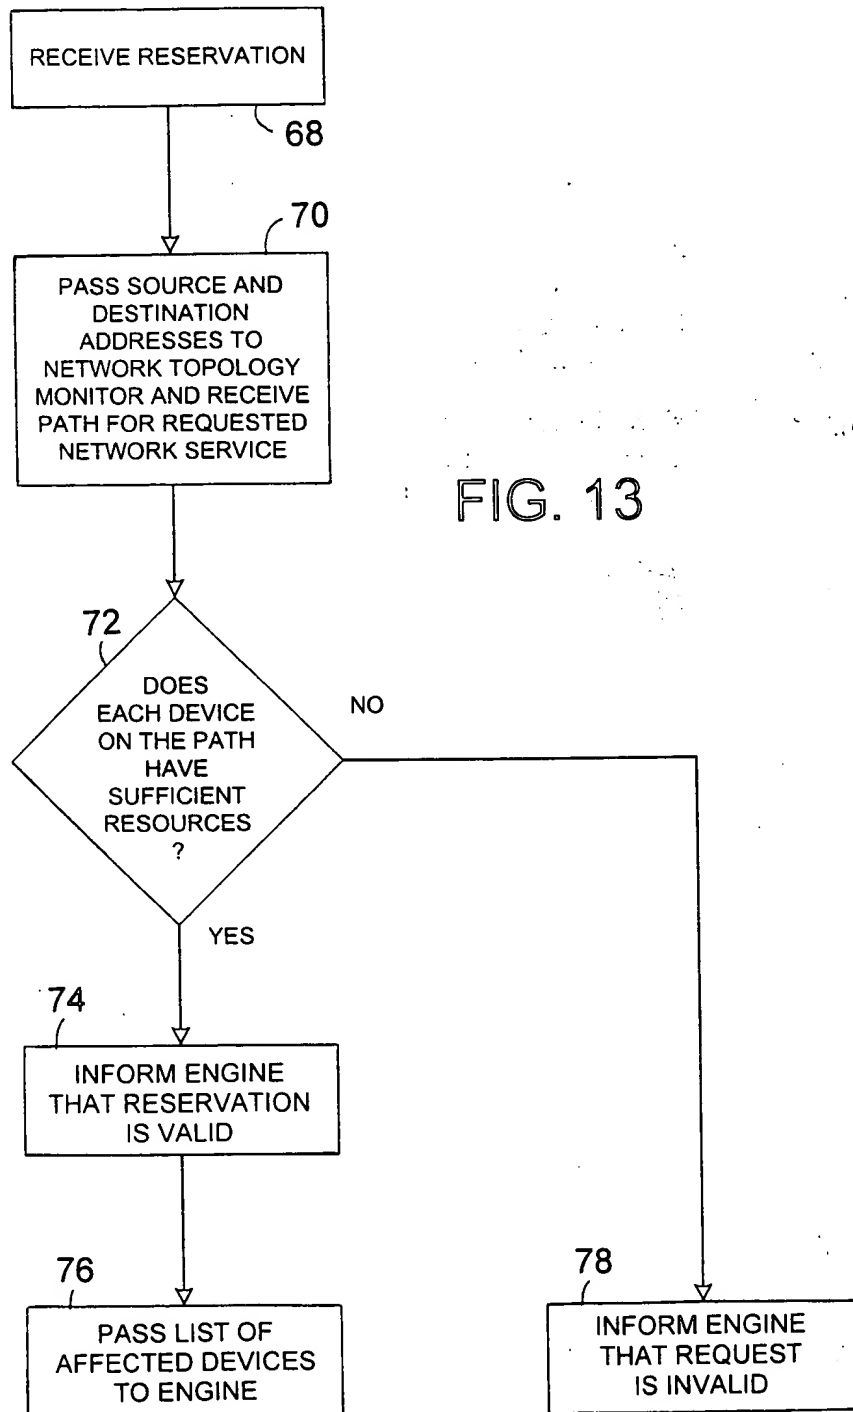 RECEIVE RESERVATION
68
70
PASS SOURCE AND
DESTINATION
ADDRESSES TO
NETWORK TOPOLOGY
MONITOR AND RECEIVE
PATH FOR REQUESTED
NETWORK SERVICE
FIG. 13
72
DOES
EACH DEVICE
ON THE PATH
HAVE
SUFFICIENT
RESOURCES
?
NO
YES
74
INFORM ENGINE
THAT RESERVATION
IS VALID
76
PASS LIST OF
AFFECTED DEVICES
TO ENGINE
78
INFORM ENGINE
THAT REQUEST
IS INVALID